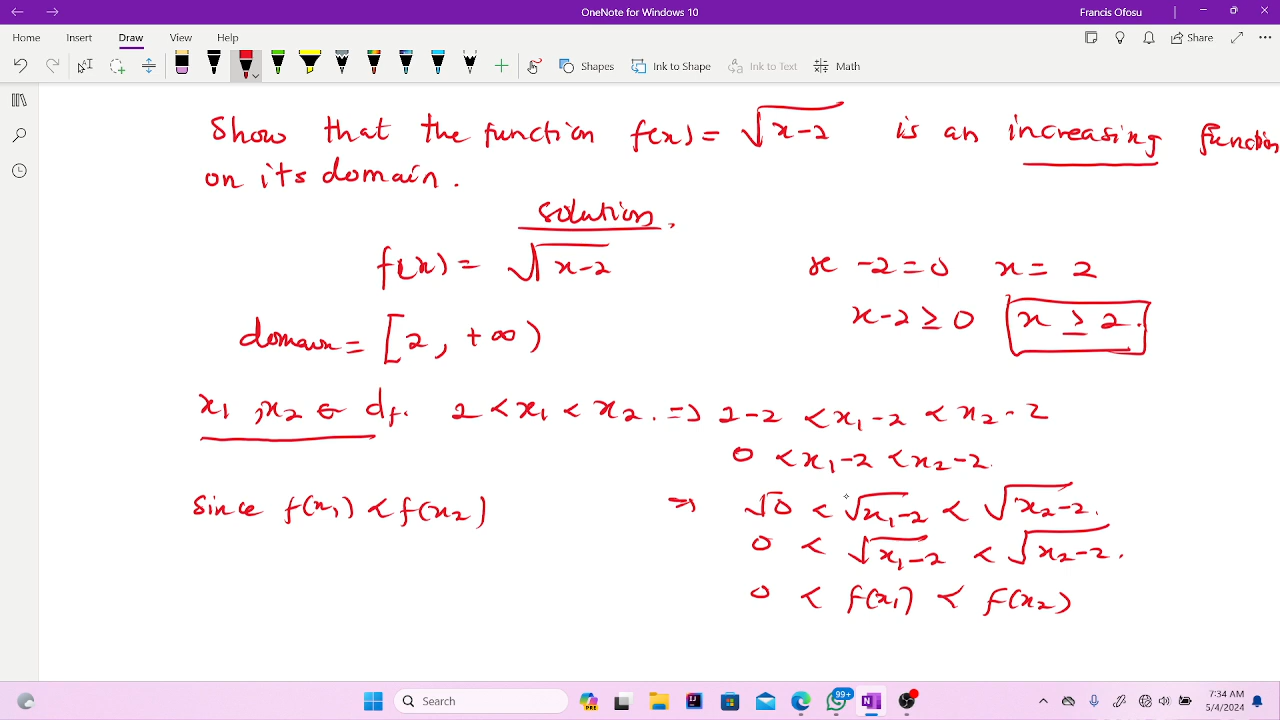 OneNote for Windows 10
Francis Ofosu
Home Insert Draw View Help
Share
Shapes Ink to Shape Ink to Text Math
Show that the function f(x) = √x-2 is an increasing function
on its domain.
solution.
f(x) = √x-2
x -2 = 0 x = 2
x-2 ≥ 0 x ≥ 2.
domain = [2, +∞)
x₁, x₂ ∈ df. 2 < x₁ < x₂. => 2-2 < x₁-2 < x₂-2
0 < x₁-2 < x₂-2.
Since f(x₁) < f(x₂)
=> √0 < √x₁-2 < √x₂-2.
0 < √x₁-2 < √x₂-2.
0 < f(x₁) < f(x₂)
Search
PRE
99+
7:34 AM
5/4/2024